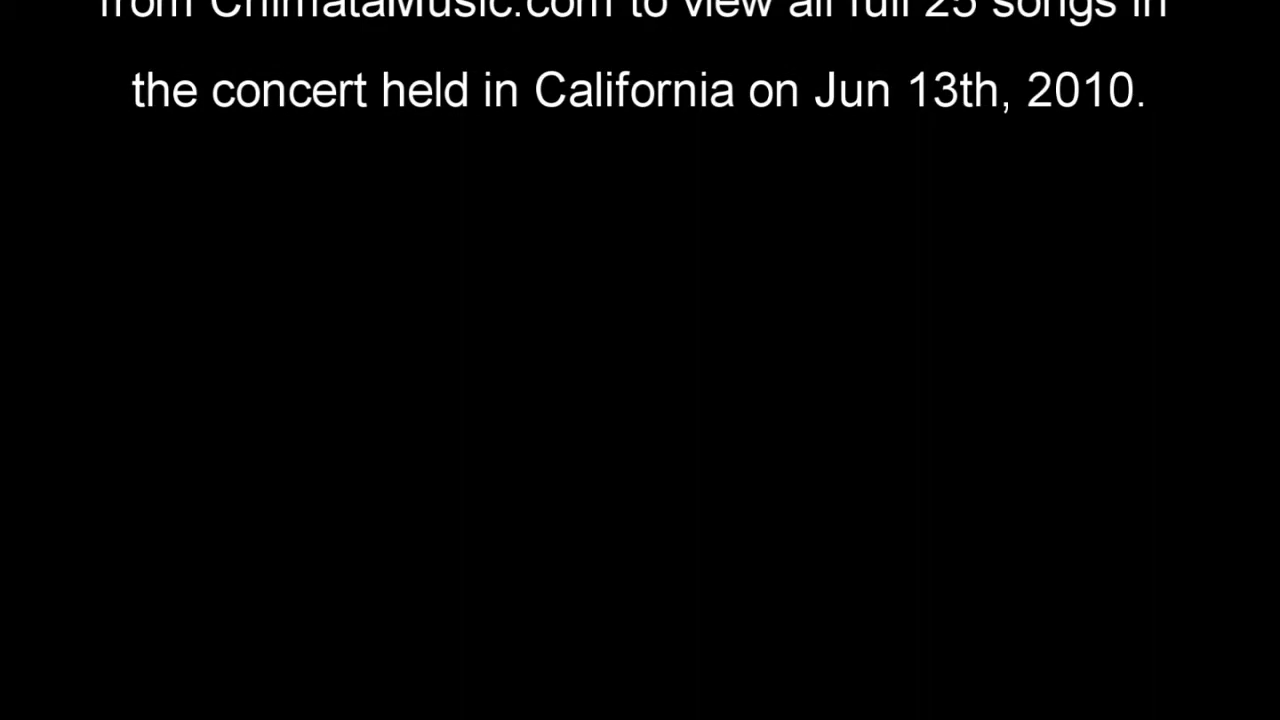 from ChimataMusic.com to view all full 25 songs in
the concert held in California on Jun 13th, 2010.